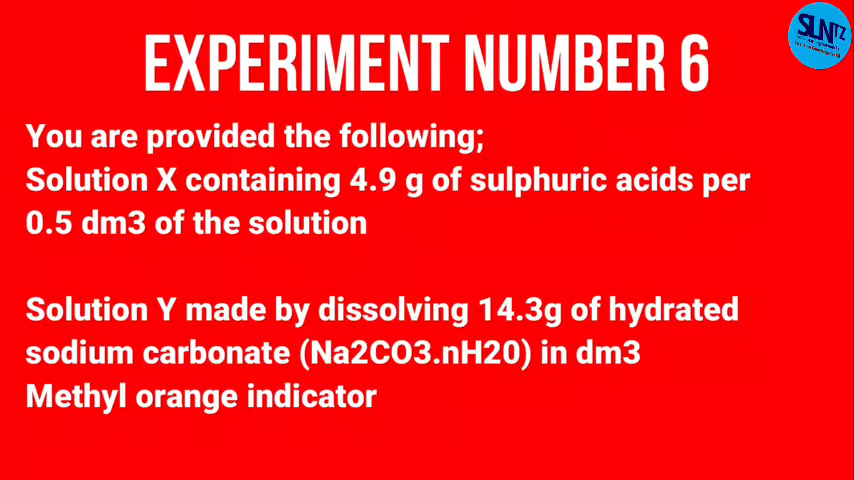 SLNTZ
EXPERIMENT NUMBER 6
You are provided the following;
Solution X containing 4.9 g of sulphuric acids per
0.5 dm3 of the solution
Solution Y made by dissolving 14.3g of hydrated
sodium carbonate (Na2CO3.nH20) in dm3
Methyl orange indicator